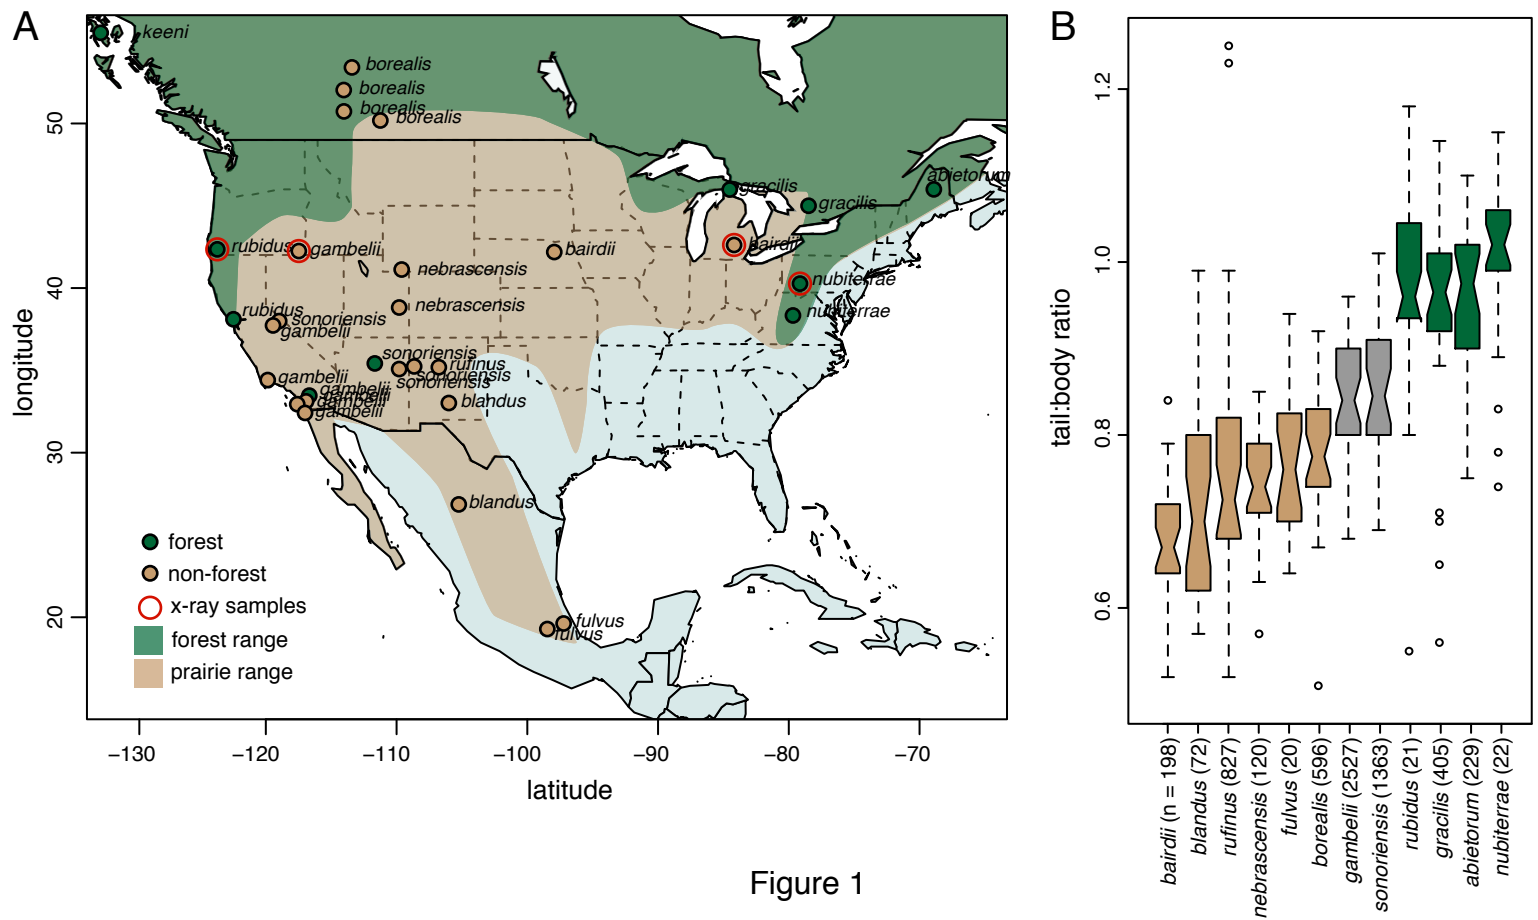 A
B
keeni
borealis
borealis
borealis
borealis
gracilis
abietorum
gracilis
rubidus
gambelii
bairdii
bairdii
nebrascensis
nubiterrae
rubidus
nebrascensis
nubiterrae
sonoriensis
gambelii
sonoriensis
rufinus
sonoriensis
sonoriensis
gambelii
gambelii
gambelii
gambelii
gambelii
blandus
blandus
fulvus
fulvus
forest
non-forest
x-ray samples
forest range
prairie range
longitude
50
40
30
20
−130
−120
−110
−100
−90
−80
−70
latitude
tail:body ratio
1.2
1.0
0.8
0.6
bairdii (n = 198)
blandus (72)
rufinus (827)
nebrascensis (120)
fulvus (20)
borealis (596)
gambelii (2527)
sonoriensis (1363)
rubidus (21)
gracilis (405)
abietorum (229)
nubiterrae (22)
Figure 1